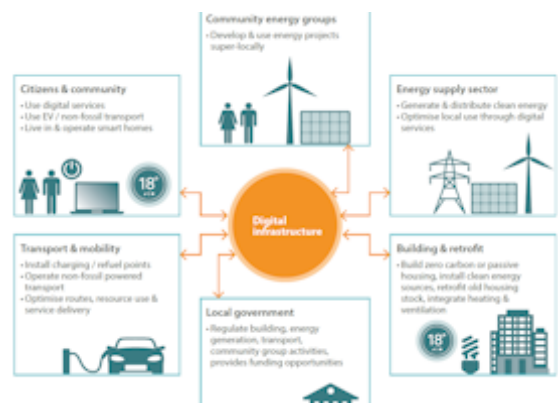 Community energy groups
• Develop & use energy projects
super-locally
Citizens & community
• Use digital services
• Use EV / non-fossil transport
• Live in & operate smart homes
18°
Energy supply sector
• Generate & distribute clean energy
• Optimise local use through digital
services
Digital
infrastructure
Transport & mobility
• Install charging / refuel points
• Operate non-fossil powered
transport
• Optimise routes, resource use &
service delivery
Local government
• Regulate building, energy
generation, transport,
community group activities,
provides funding opportunities
Building & retrofit
• Build zero carbon or passive
housing, install clean energy
sources, retrofit old housing
stock, integrate heating &
ventilation
18°